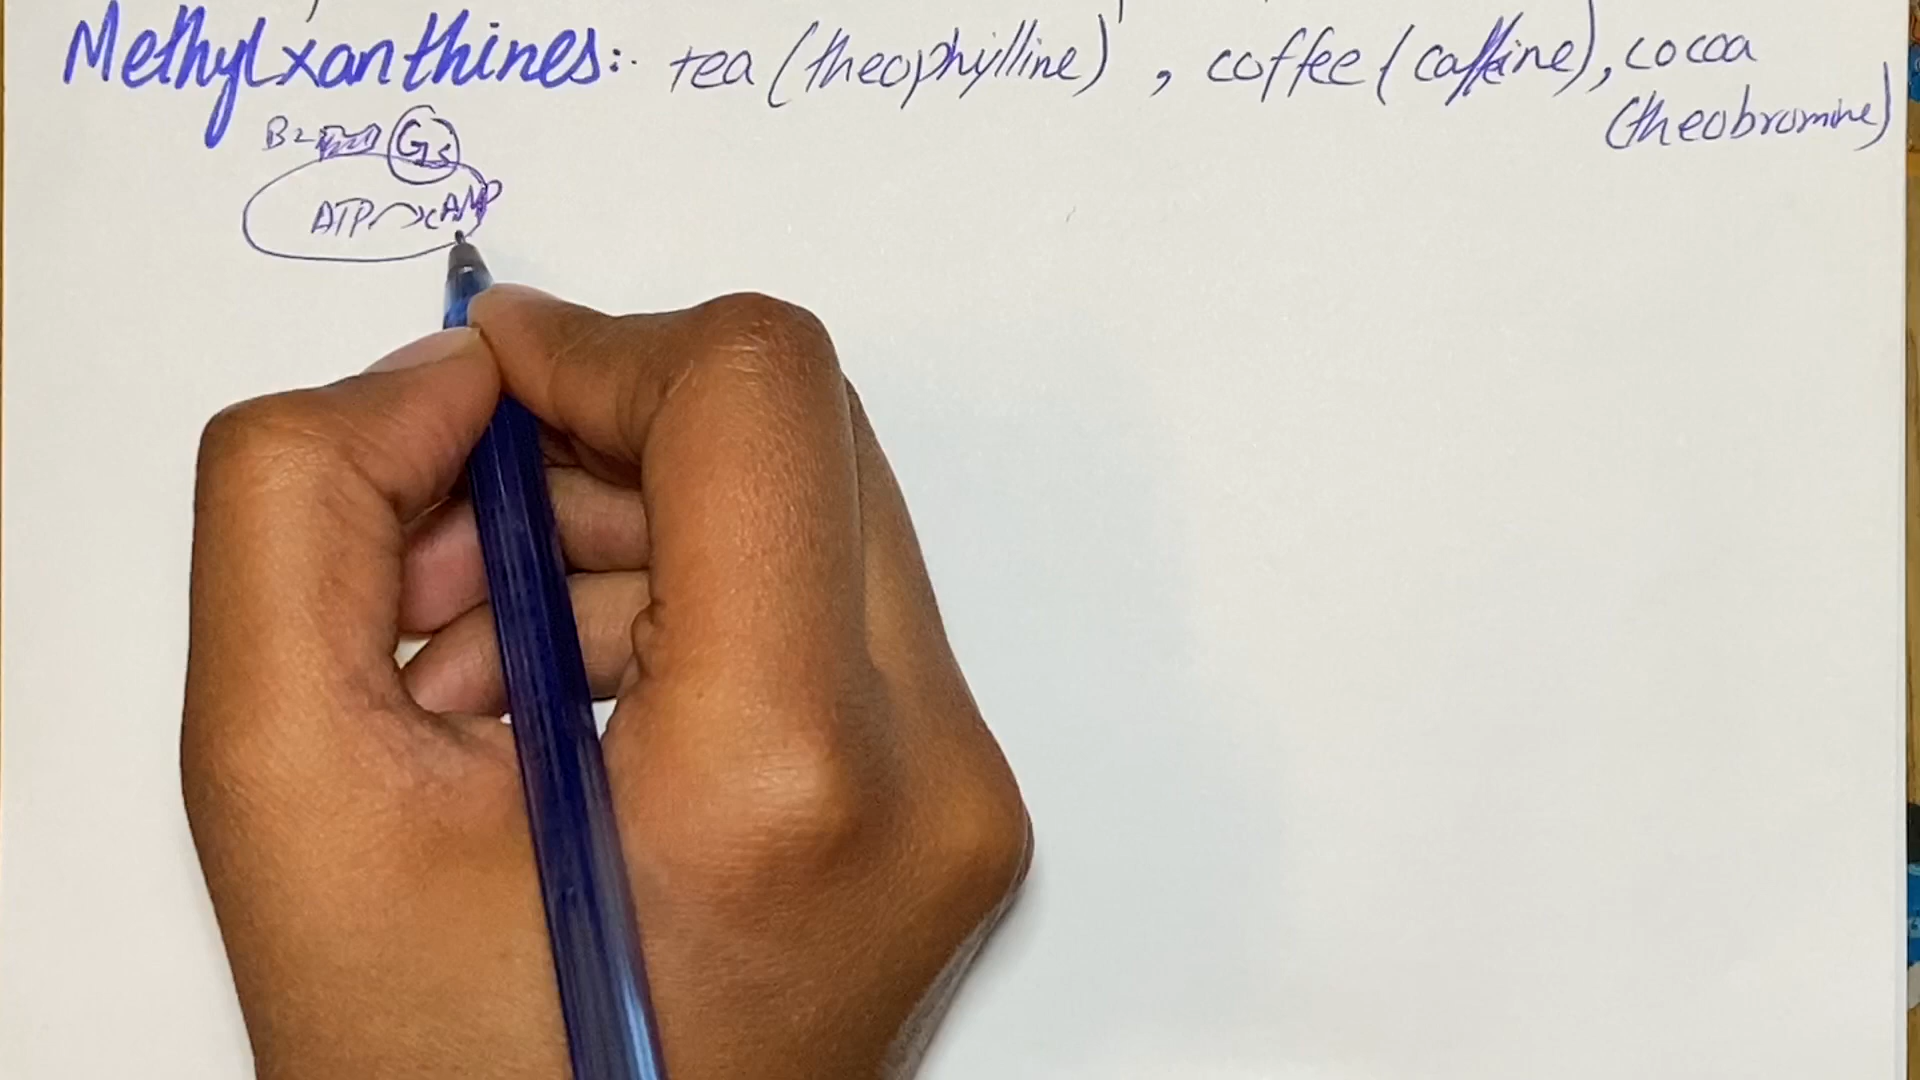 Methylxanthines:. tea (theophylline) , coffee (caffeine), cocoa
(theobromine)
B2 Gs
ATP → cAMP